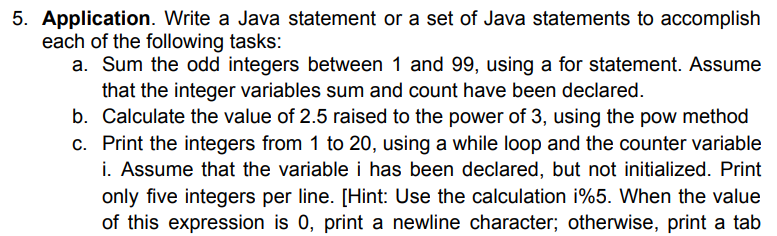 5. Application. Write a Java statement or a set of Java statements to accomplish
each of the following tasks:
a. Sum the odd integers between 1 and 99, using a for statement. Assume
that the integer variables sum and count have been declared.
b. Calculate the value of 2.5 raised to the power of 3, using the pow method
c. Print the integers from 1 to 20, using a while loop and the counter variable
i. Assume that the variable i has been declared, but not initialized. Print
only five integers per line. [Hint: Use the calculation i%5. When the value
of this expression is 0, print a newline character; otherwise, print a tab